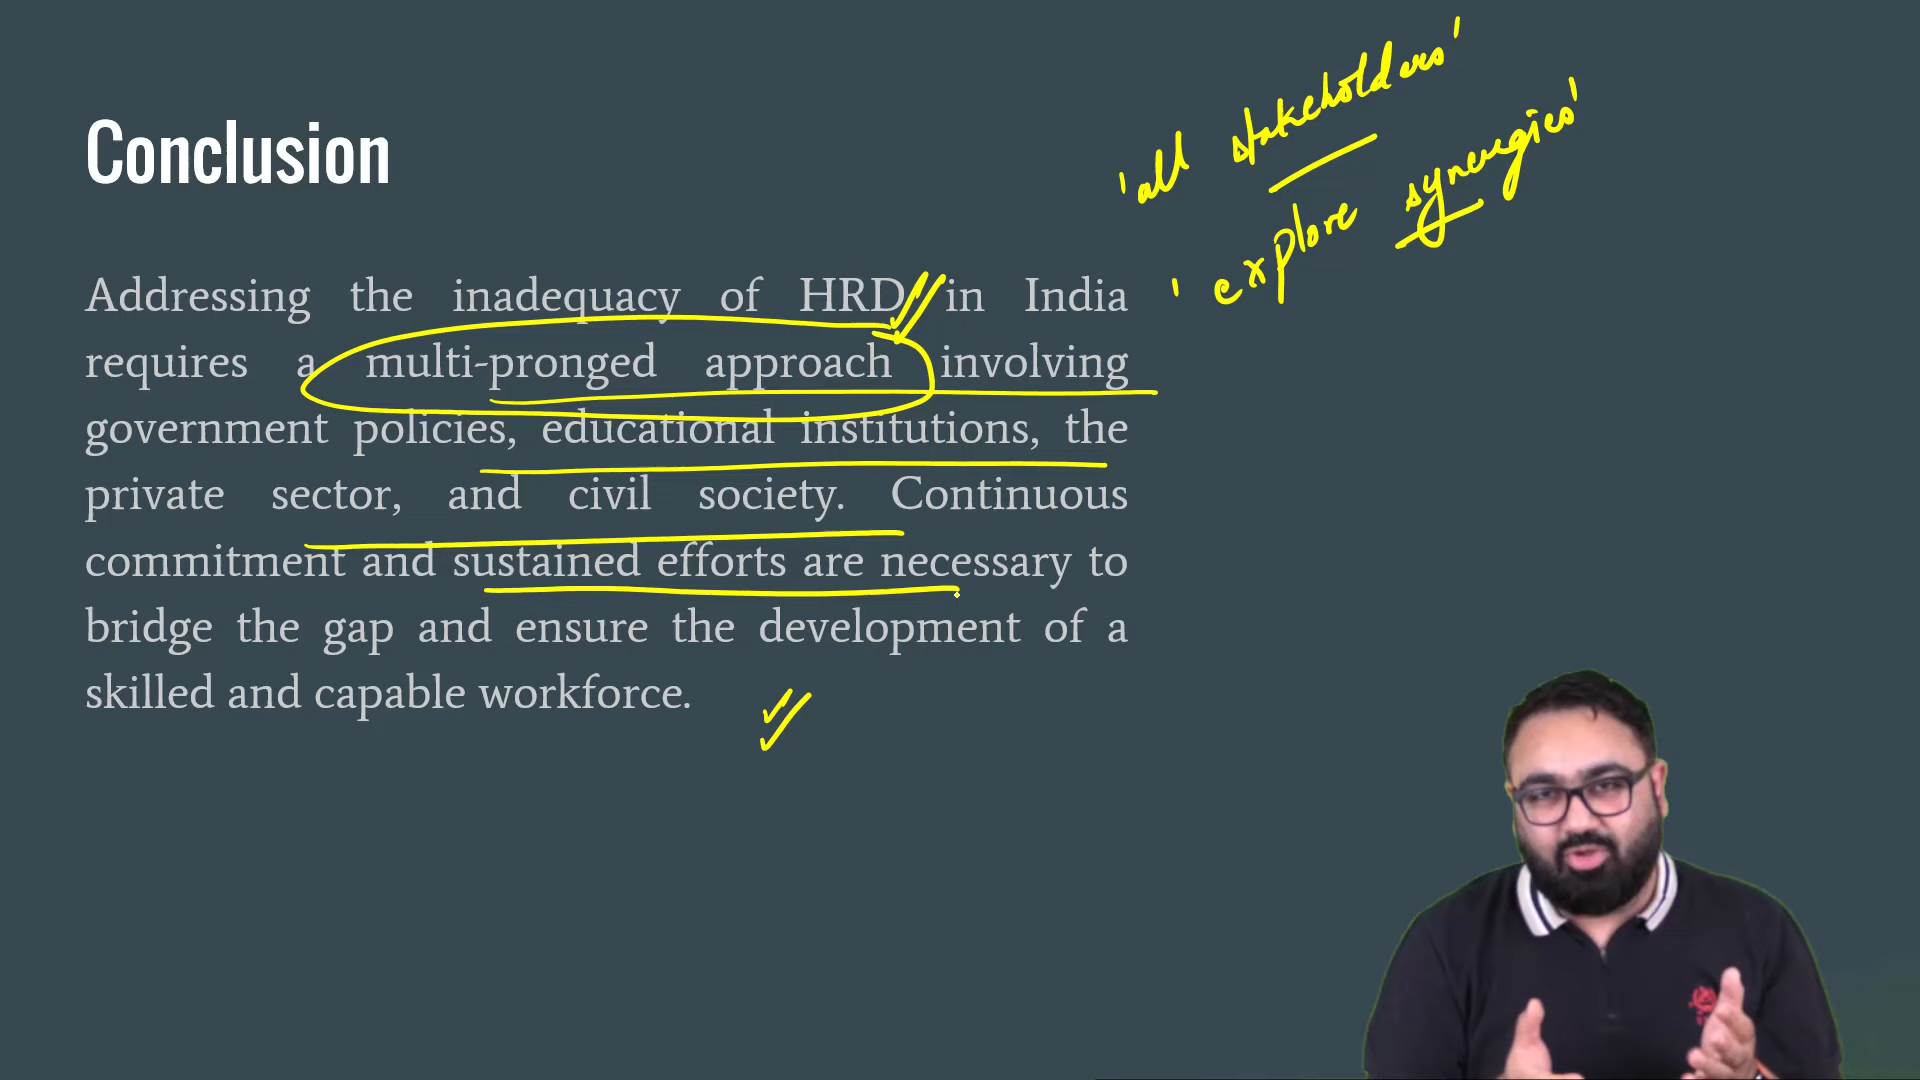 Conclusion
Addressing the inadequacy of HRD in India
requires a multi-pronged approach involving
government policies, educational institutions, the
private sector, and civil society. Continuous
commitment and sustained efforts are necessary to
bridge the gap and ensure the development of a
skilled and capable workforce.
'all stakeholders'
'explore synergies'